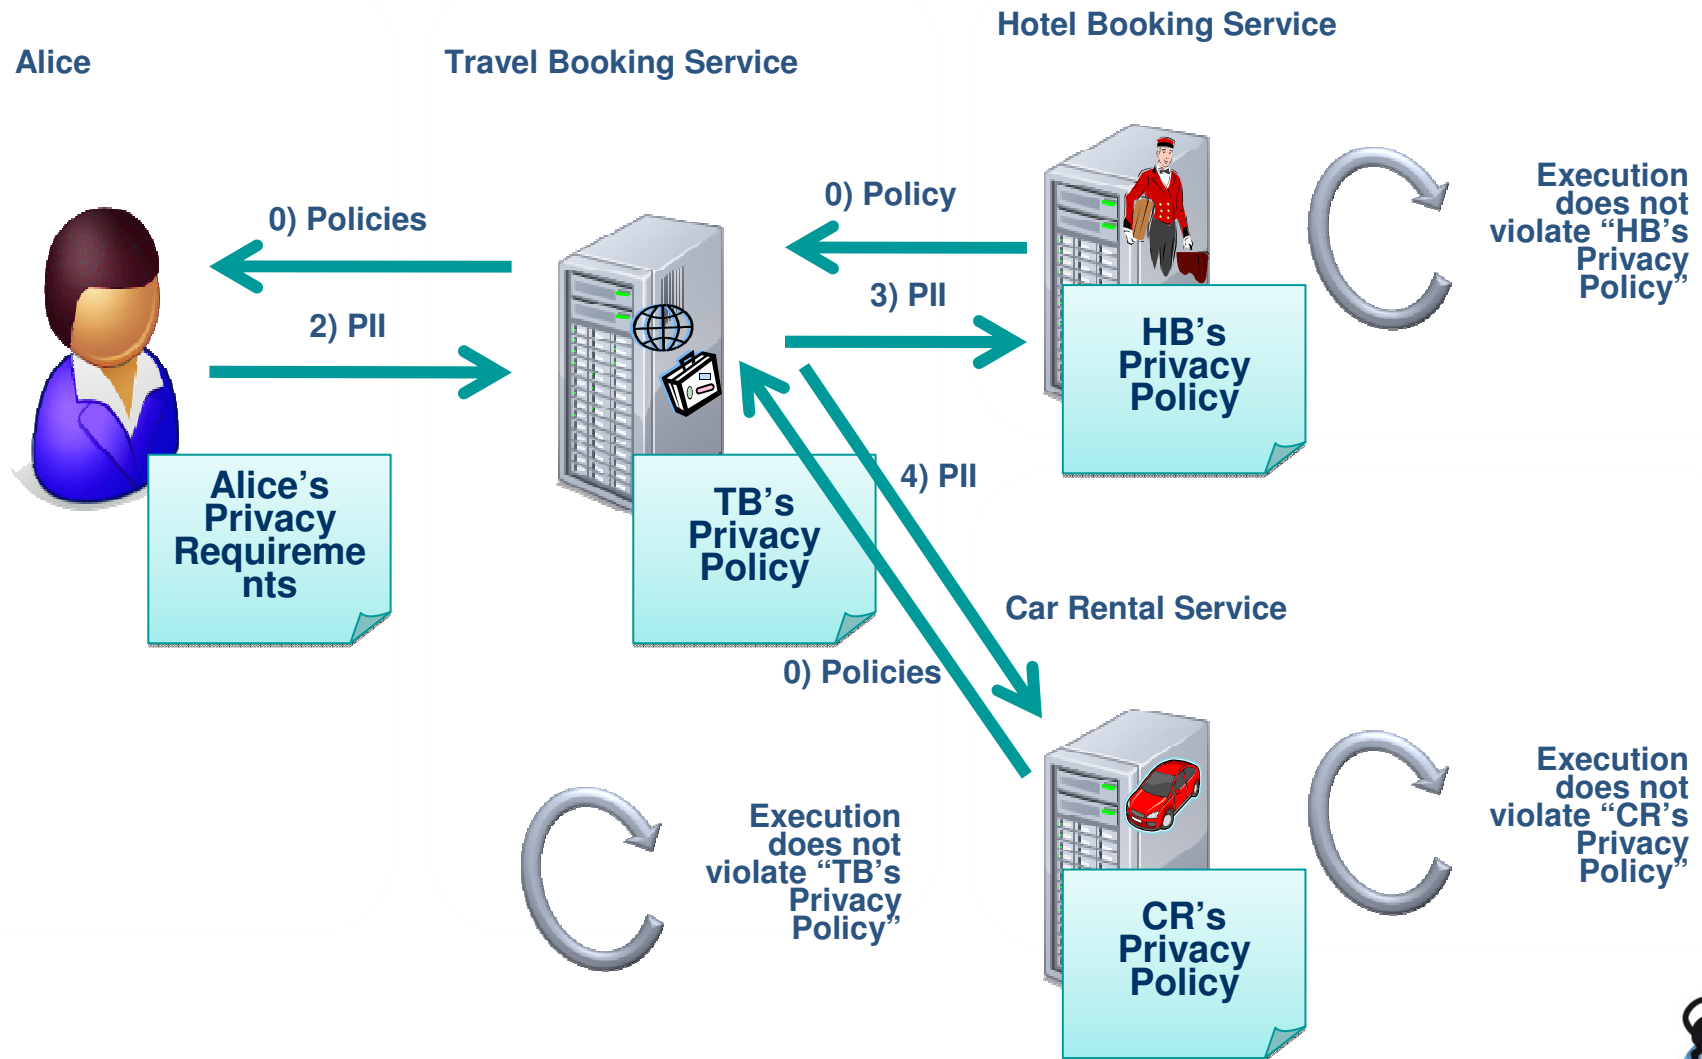 Hotel Booking Service
Alice
Travel Booking Service
0) Policies
2) PII
0) Policy
3) PII
Execution
does not
violate “HB’s
Privacy
Policy”
HB’s
Privacy
Policy
Alice’s
Privacy
Requireme
nts
TB’s
Privacy
Policy
4) PII
Car Rental Service
0) Policies
Execution
does not
violate “TB’s
Privacy
Policy”
Execution
does not
violate “CR’s
Privacy
Policy”
CR’s
Privacy
Policy